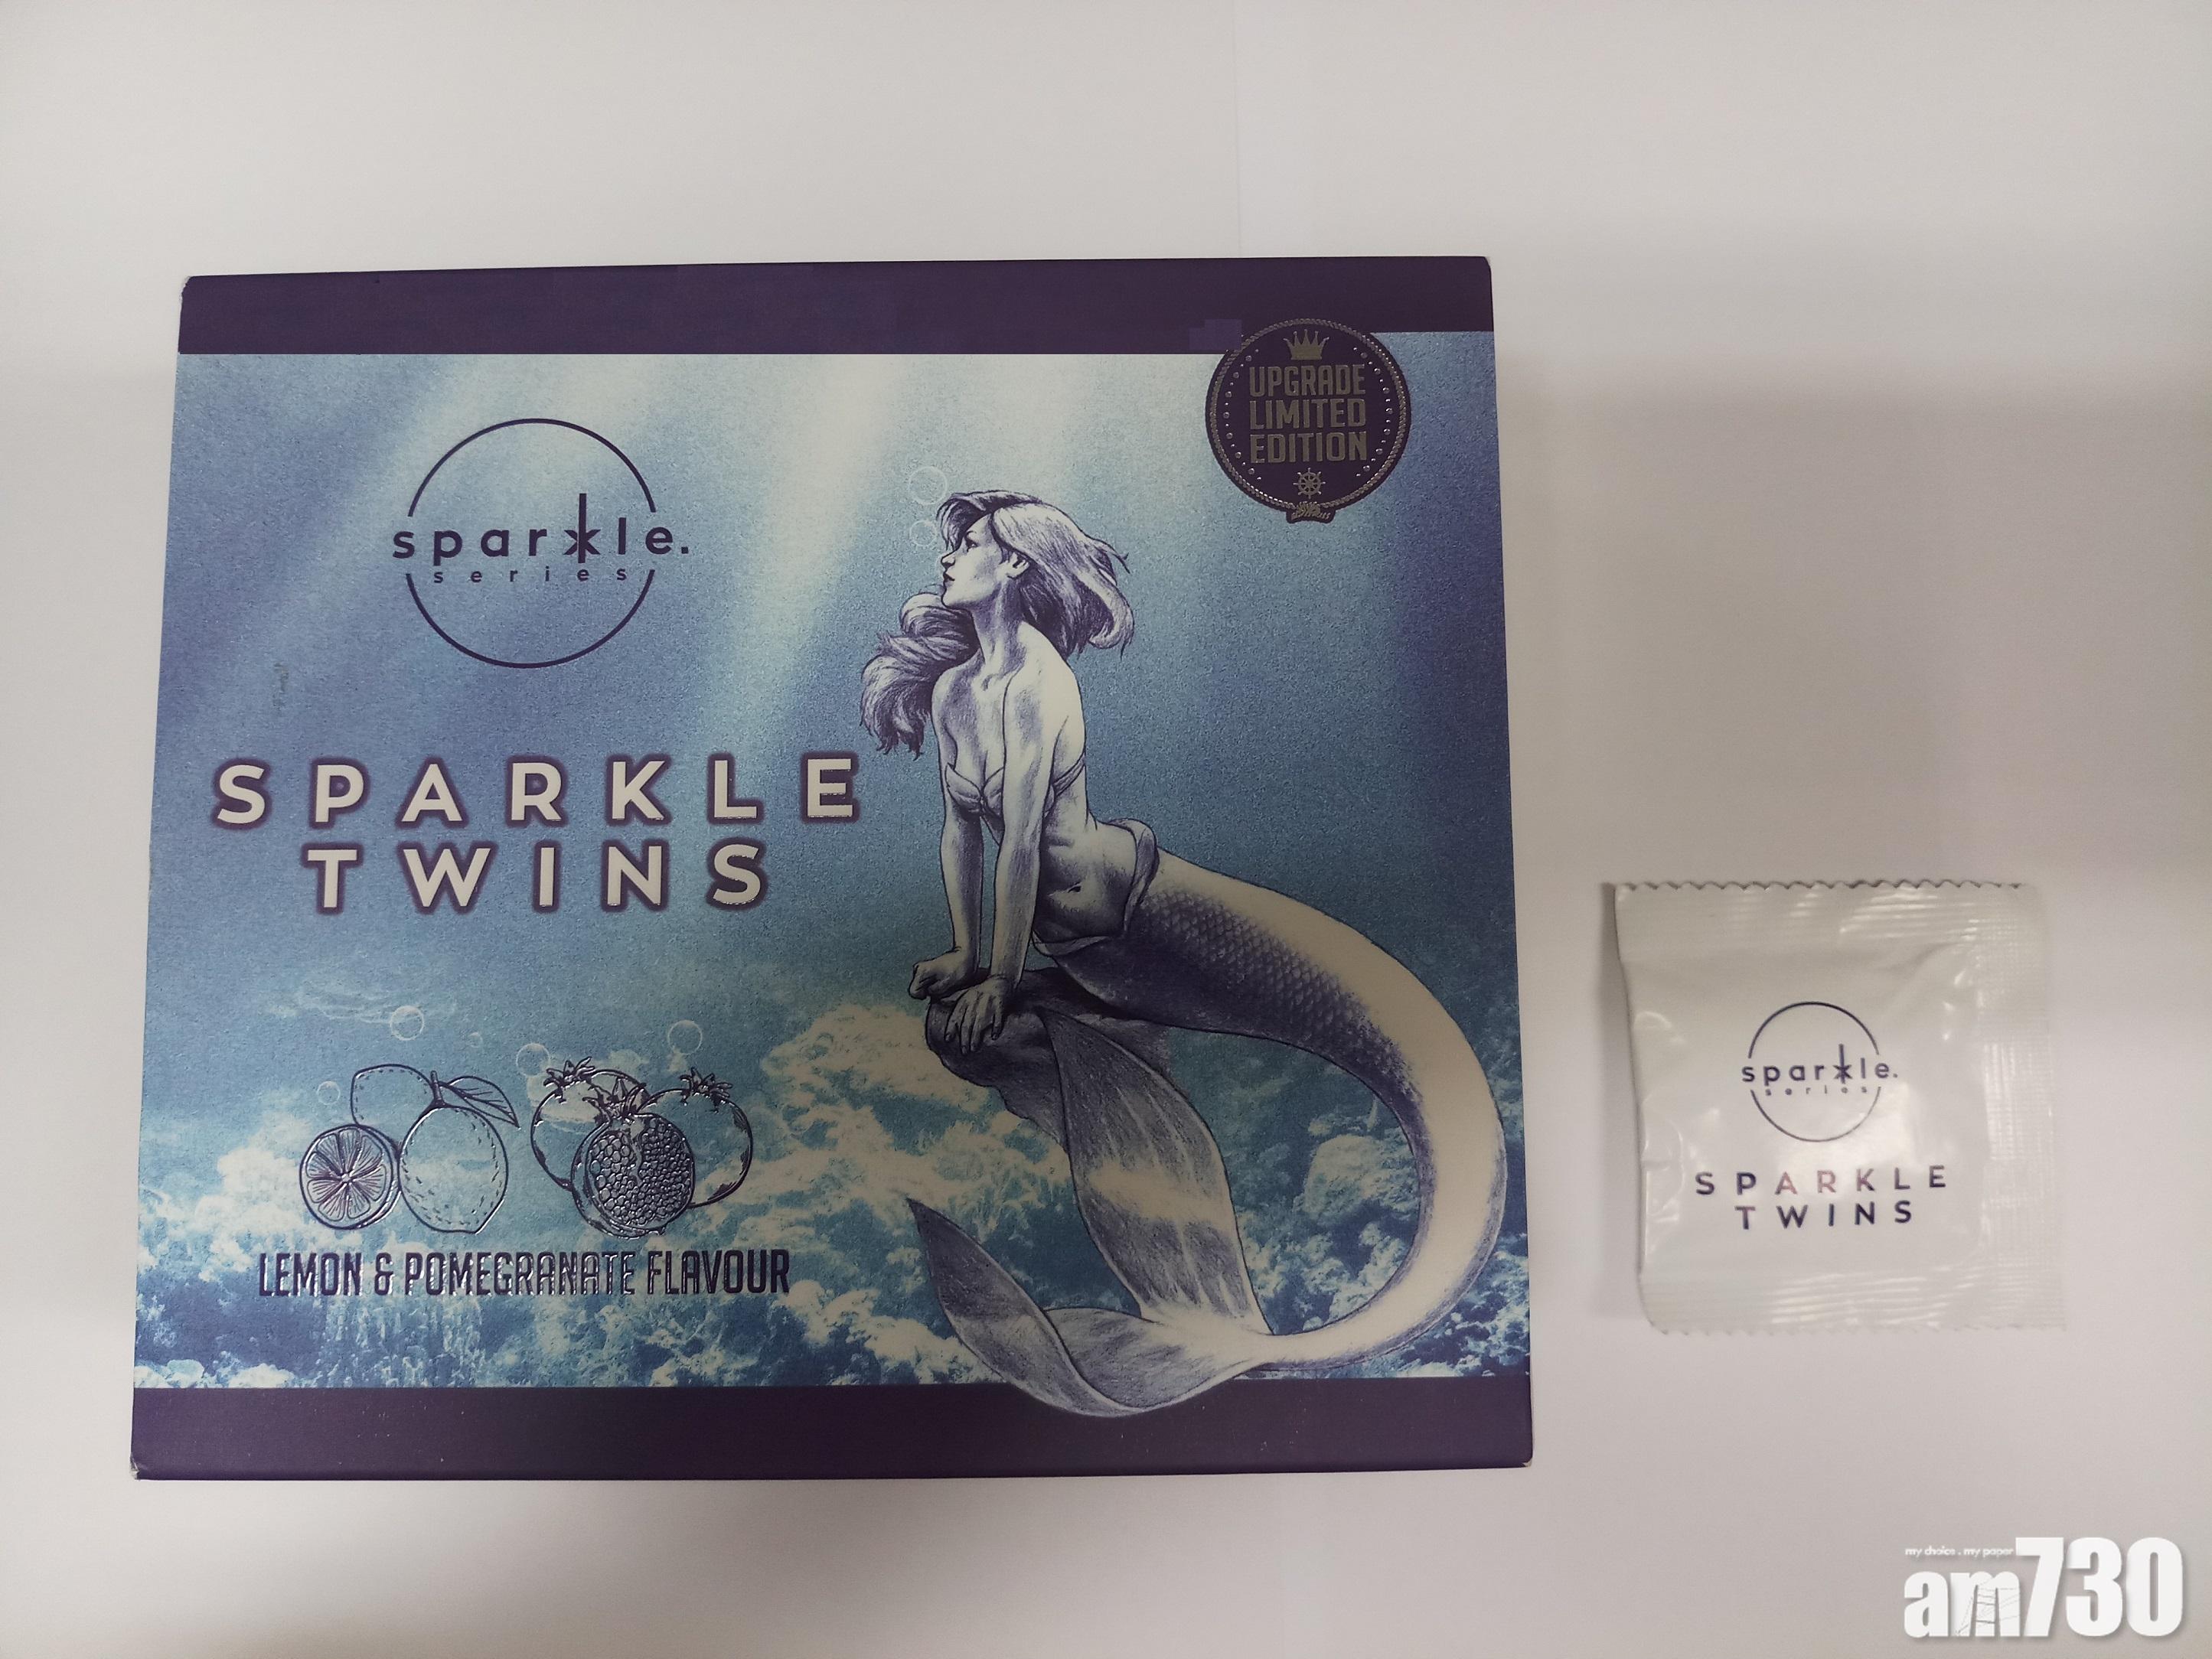 UPGRADE
LIMITED
EDITION
sparkle.
series
SPARKLE
TWINS
LEMON & POMEGRANATE FLAVOUR
sparkle.
series
SPARKLE
TWINS
my choice . my paper
am730